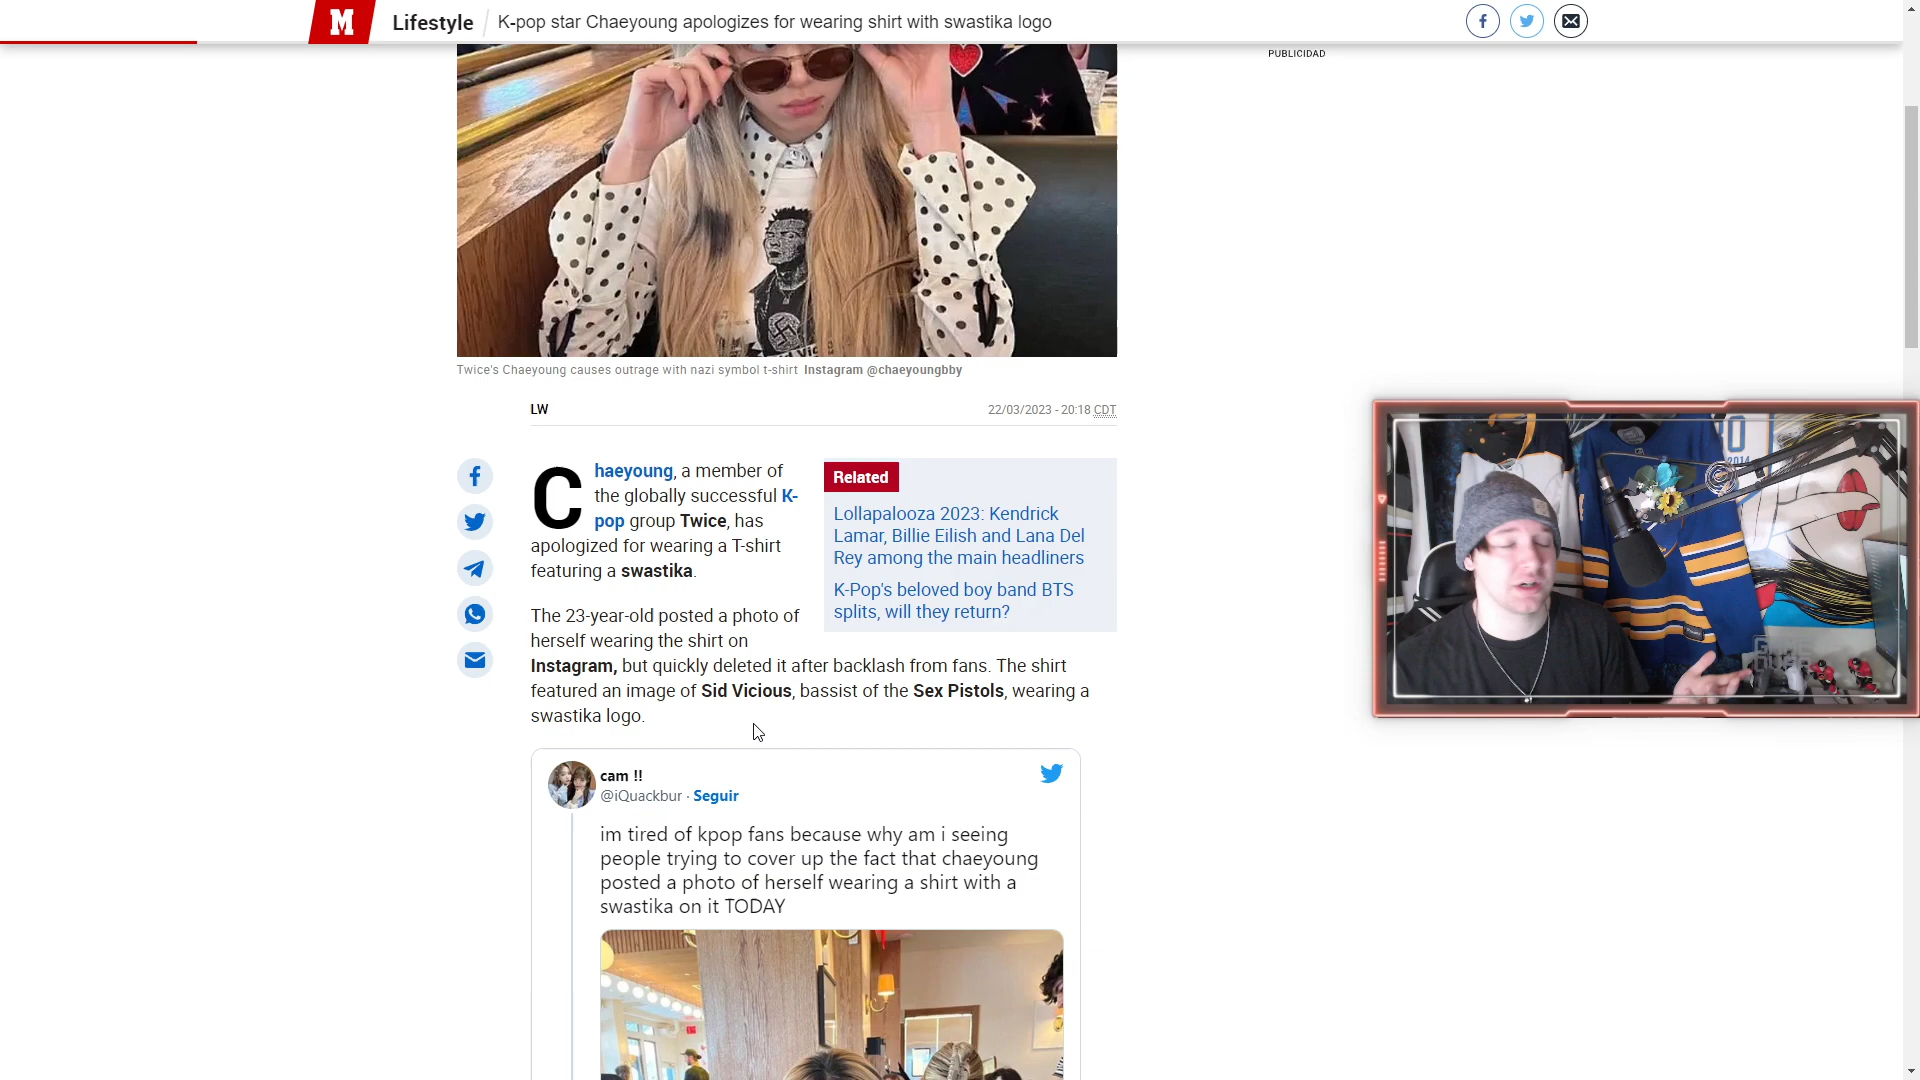 M
Lifestyle
K-pop star Chaeyoung apologizes for wearing shirt with swastika logo
PUBLICIDAD
Twice's Chaeyoung causes outrage with nazi symbol t-shirt Instagram @chaeyoungbby
LW
22/03/2023 - 20:18 CDT
Chaeyoung, a member of
the globally successful K-
pop group Twice, has
apologized for wearing a T-shirt
featuring a swastika.
Related
Lollapalooza 2023: Kendrick
Lamar, Billie Eilish and Lana Del
Rey among the main headliners
K-Pop's beloved boy band BTS
splits, will they return?
The 23-year-old posted a photo of
herself wearing the shirt on
Instagram, but quickly deleted it after backlash from fans. The shirt
featured an image of Sid Vicious, bassist of the Sex Pistols, wearing a
swastika logo.
cam !!
@iQuackbur · Seguir
im tired of kpop fans because why am i seeing
people trying to cover up the fact that chaeyoung
posted a photo of herself wearing a shirt with a
swastika on it TODAY
2014